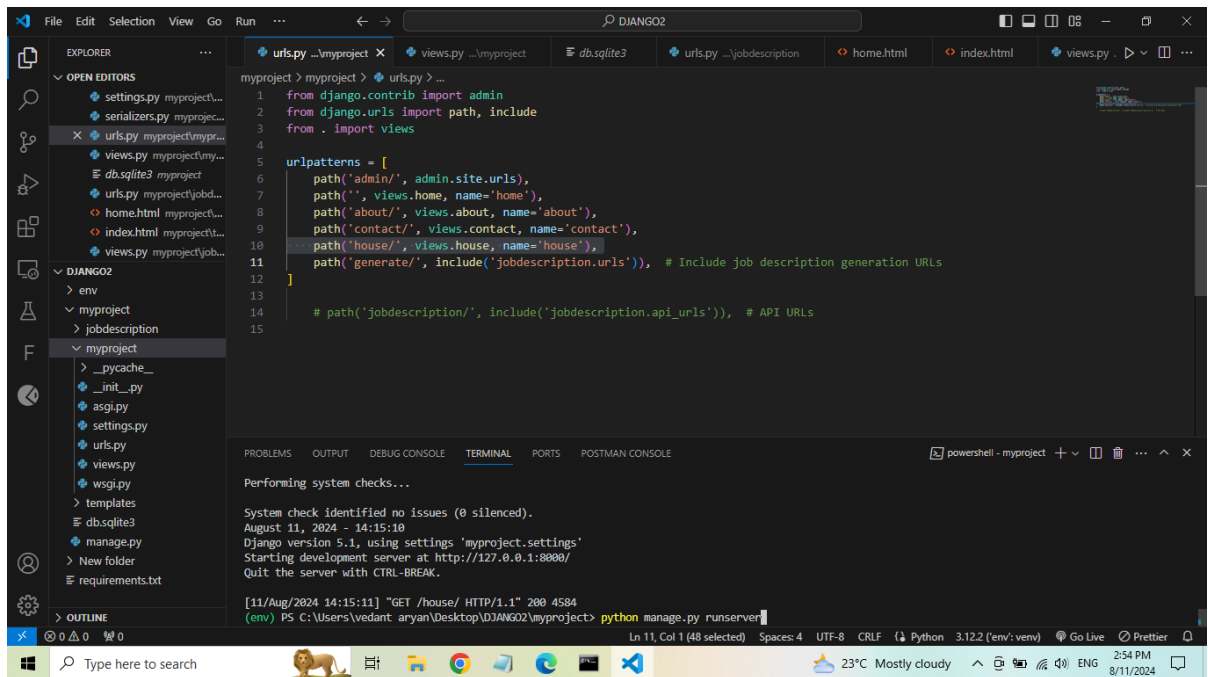 File Edit Selection View Go Run ... DJANGO2
EXPLORER ...
OPEN EDITORS
settings.py myproject\...
serializers.py myprojec...
urls.py myproject\mypr...
views.py myproject\my...
db.sqlite3 myproject
urls.py myproject\jobd...
home.html myproject\...
index.html myproject\t...
views.py myproject\job...
DJANGO2
env
myproject
jobdescription
myproject
__pycache__
__init__.py
asgi.py
settings.py
urls.py
views.py
wsgi.py
templates
db.sqlite3
manage.py
New folder
requirements.txt
OUTLINE
urls.py ...\myproject views.py ...\myproject db.sqlite3 urls.py ...\jobdescription home.html index.html views.py . ...
myproject > myproject > urls.py > ...
1 from django.contrib import admin
2 from django.urls import path, include
3 from . import views
4
5 urlpatterns = [
6 path('admin/', admin.site.urls),
7 path('', views.home, name='home'),
8 path('about/', views.about, name='about'),
9 path('contact/', views.contact, name='contact'),
10 path('house/', views.house, name='house'),
11 path('generate/', include('jobdescription.urls')), # Include job description generation URLs
12 ]
13
14 # path('jobdescription/', include('jobdescription.api_urls')), # API URLs
15
PROBLEMS OUTPUT DEBUG CONSOLE TERMINAL PORTS POSTMAN CONSOLE powershell - myproject ...
Performing system checks...
System check identified no issues (0 silenced).
August 11, 2024 - 14:15:10
Django version 5.1, using settings 'myproject.settings'
Starting development server at http://127.0.0.1:8000/
Quit the server with CTRL-BREAK.
[11/Aug/2024 14:15:11] "GET /house/ HTTP/1.1" 200 4584
(env) PS C:\Users\vedant aryan\Desktop\DJANGO2\myproject> python manage.py runserver
0 0 0 Ln 11, Col 1 (48 selected) Spaces: 4 UTF-8 CRLF Python 3.12.2 ('env': venv) Go Live Prettier
Type here to search 23°C Mostly cloudy ENG 2:54 PM
8/11/2024